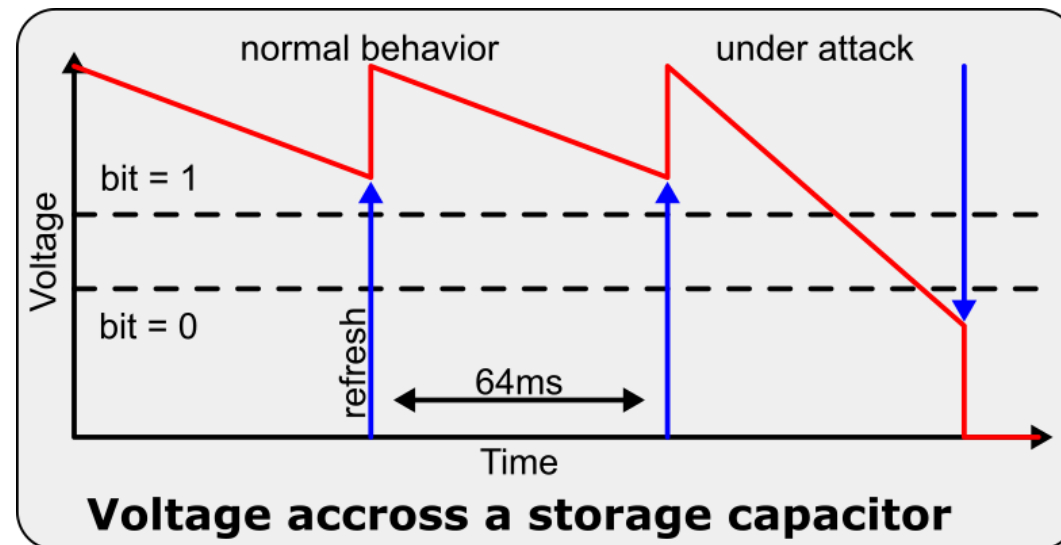 normal behavior
under attack
bit = 1
Voltage
bit = 0
refresh
64ms
Time
Voltage accross a storage capacitor